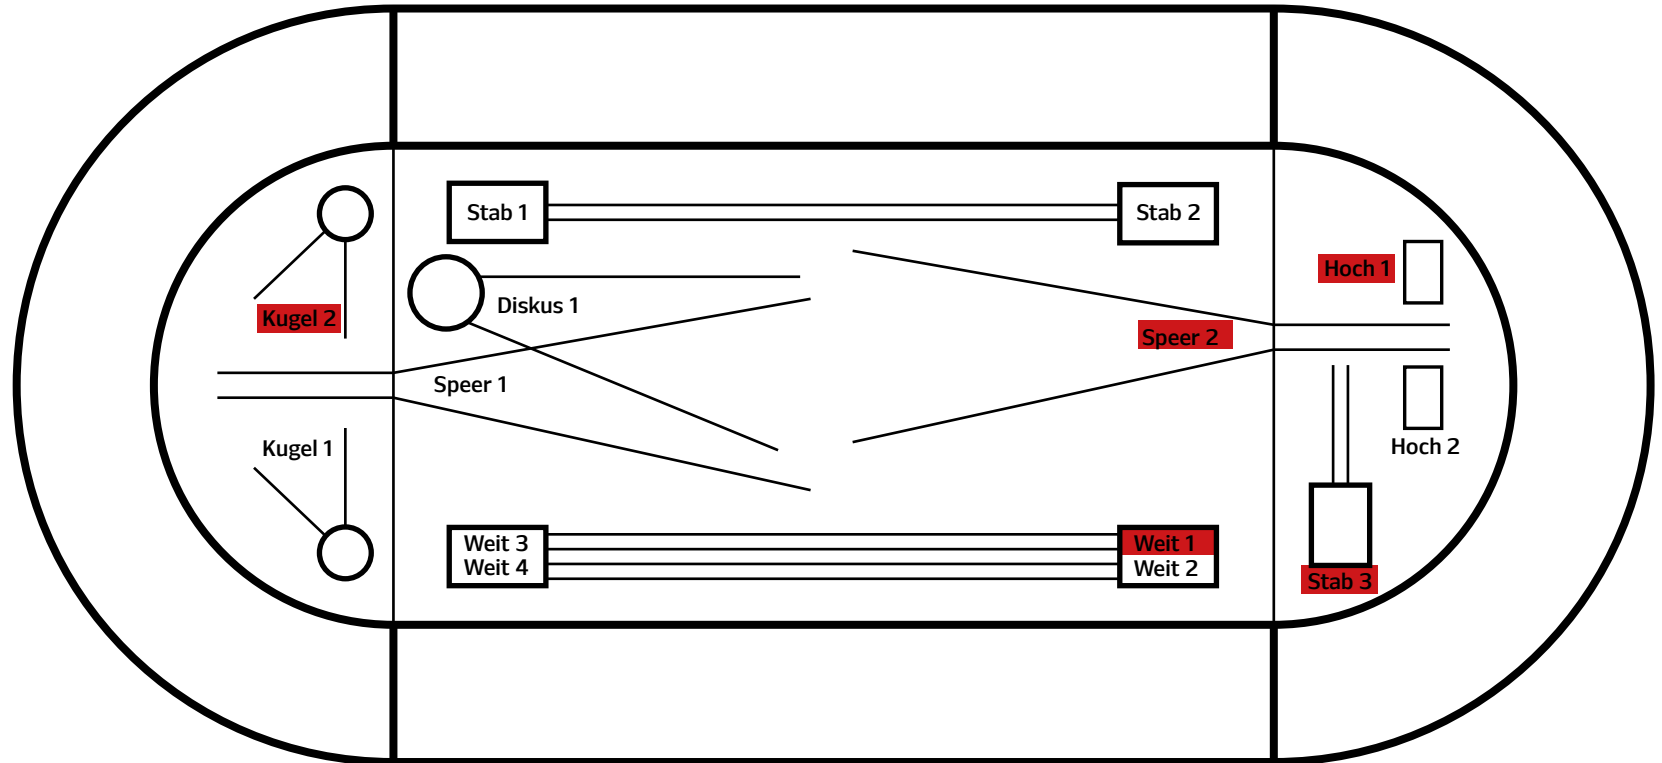 Stab 1
Stab 2
Hoch 1
Diskus 1
Kugel 2
Speer 2
Speer 1
Kugel 1
Hoch 2
Weit 3
Weit 4
Weit 1
Weit 2
Stab 3